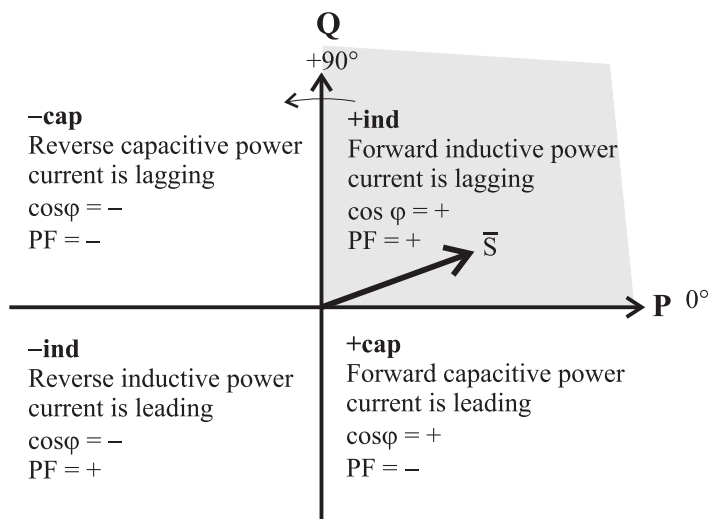 Q
+90°
–cap
Reverse capacitive power
current is lagging
cosφ = –
PF = –
+ind
Forward inductive power
current is lagging
cos φ = +
PF = +
S̅
P 0°
–ind
Reverse inductive power
current is leading
cosφ = –
PF = +
+cap
Forward capacitive power
current is leading
cosφ = +
PF = –